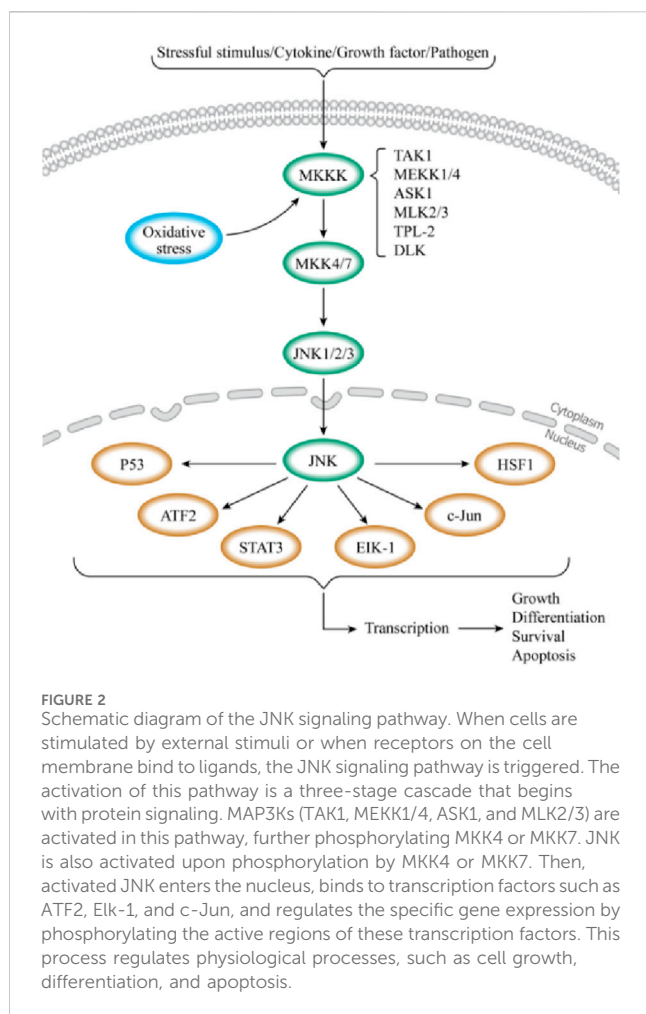 Stressful stimulus/Cytokine/Growth factor/Pathogen
MKKK
TAK1
MEKK1/4
ASK1
MLK2/3
TPL-2
DLK
Oxidative
stress
MKK4/7
JNK1/2/3
Cytoplasm
Nucleus
P53
JNK
HSF1
ATF2
c-Jun
STAT3
EIK-1
Transcription
Growth
Differentiation
Survival
Apoptosis
FIGURE 2
Schematic diagram of the JNK signaling pathway. When cells are
stimulated by external stimuli or when receptors on the cell
membrane bind to ligands, the JNK signaling pathway is triggered. The
activation of this pathway is a three-stage cascade that begins
with protein signaling. MAP3Ks (TAK1, MEKK1/4, ASK1, and MLK2/3) are
activated in this pathway, further phosphorylating MKK4 or MKK7. JNK
is also activated upon phosphorylation by MKK4 or MKK7. Then,
activated JNK enters the nucleus, binds to transcription factors such as
ATF2, Elk-1, and c-Jun, and regulates the specific gene expression by
phosphorylating the active regions of these transcription factors. This
process regulates physiological processes, such as cell growth,
differentiation, and apoptosis.